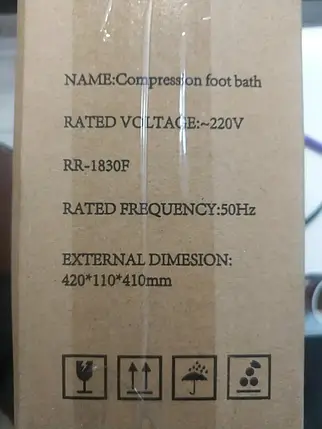 NAME:Compression foot bath
RATED VOLTAGE:~220V
RR-1830F
RATED FREQUENCY:50Hz
EXTERNAL DIMESION:
420*110*410mm